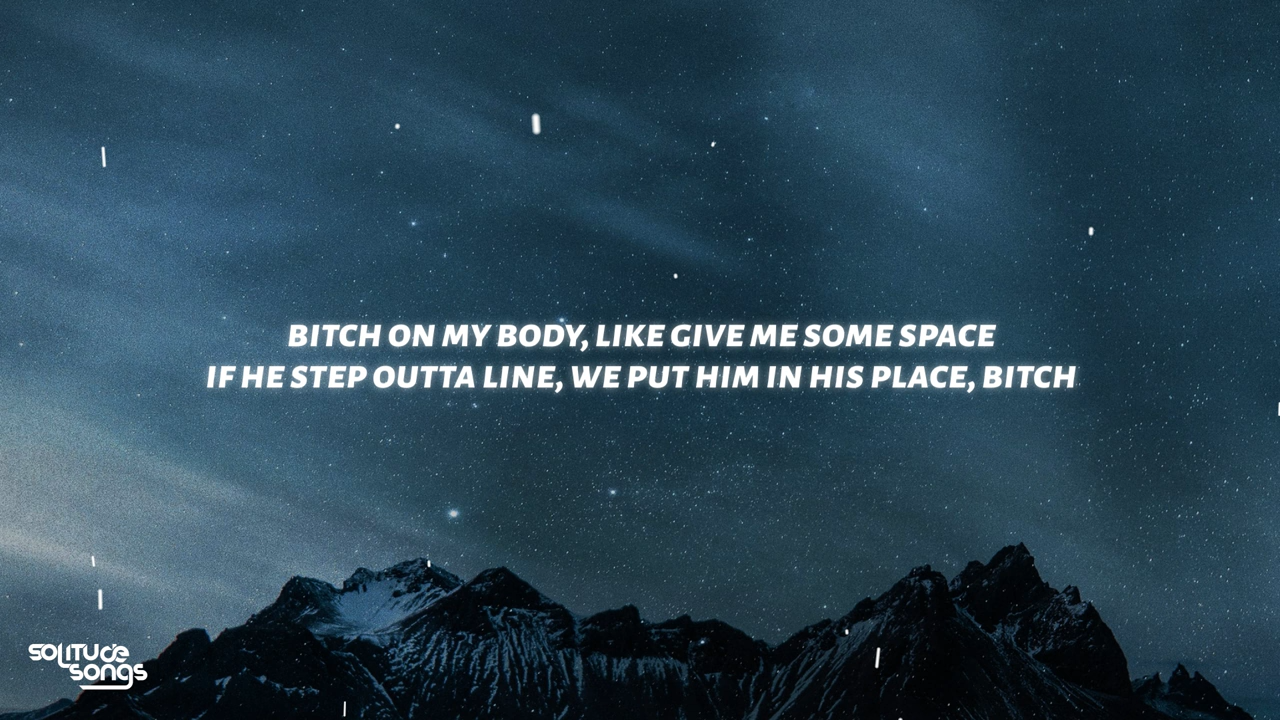 BITCH ON MY BODY, LIKE GIVE ME SOME SPACE
IF HE STEP OUTTA LINE, WE PUT HIM IN HIS PLACE, BITCH
solitude
songs